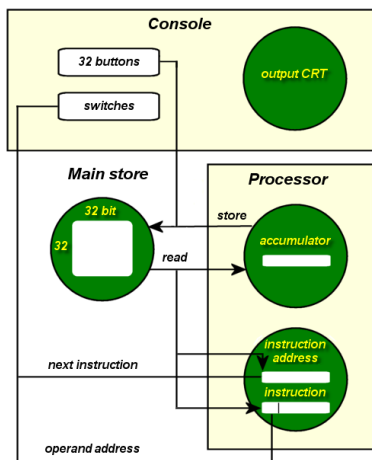 Console
32 buttons
output CRT
switches
Main store
Processor
32 bit
store
32
accumulator
read
instruction
address
next instruction
instruction
operand address